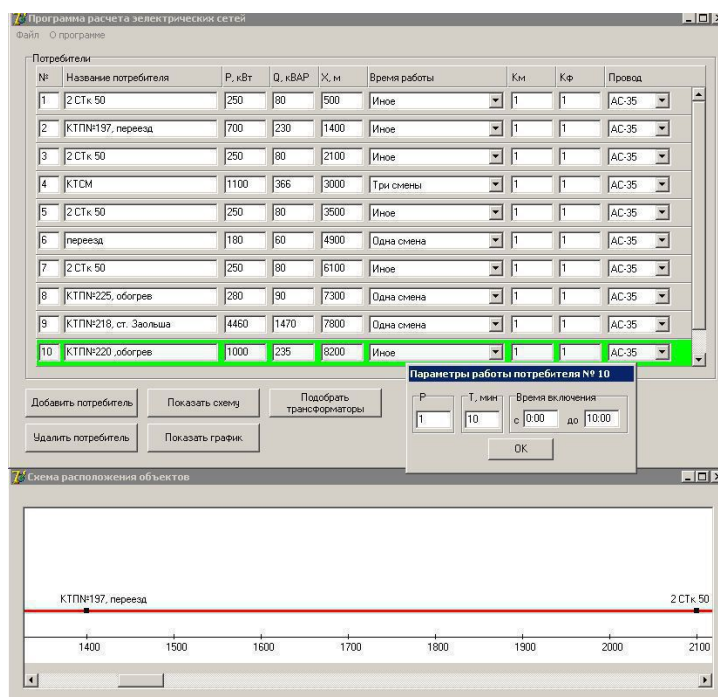 Программа расчета эелектрических сетей
Файл О программе
Потребители
№ Название потребителя P, кВт Q, кВАР X, м Время работы Км Кф Провод
1 2 СТк 50 250 80 500 Иное 1 1 АС-35
2 КТП№197, переезд 700 230 1400 Иное 1 1 АС-35
3 2 СТк 50 250 80 2100 Иное 1 1 АС-35
4 КТСМ 1100 366 3000 Три смены 1 1 АС-35
5 2 СТк 50 250 80 3500 Иное 1 1 АС-35
6 переезд 180 60 4900 Одна смена 1 1 АС-35
7 2 СТк 50 250 80 6100 Иное 1 1 АС-35
8 КТП№225, обогрев 280 90 7300 Одна смена 1 1 АС-35
9 КТП№218, ст. Заольша 4460 1470 7800 Одна смена 1 1 АС-35
10 КТП№220 ,обогрев 1000 235 8200 Иное 1 1 АС-35
Параметры работы потребителя № 10
P T, мин Время включения
1 10 с 0:00 до 10:00
OK
Добавить потребитель Показать схему Подобрать трансформаторы
Удалить потребитель Показать график
Схема расположения объектов
КТПN№197, переезд 2 СТк 50
1400 1500 1600 1700 1800 1900 2000 2100